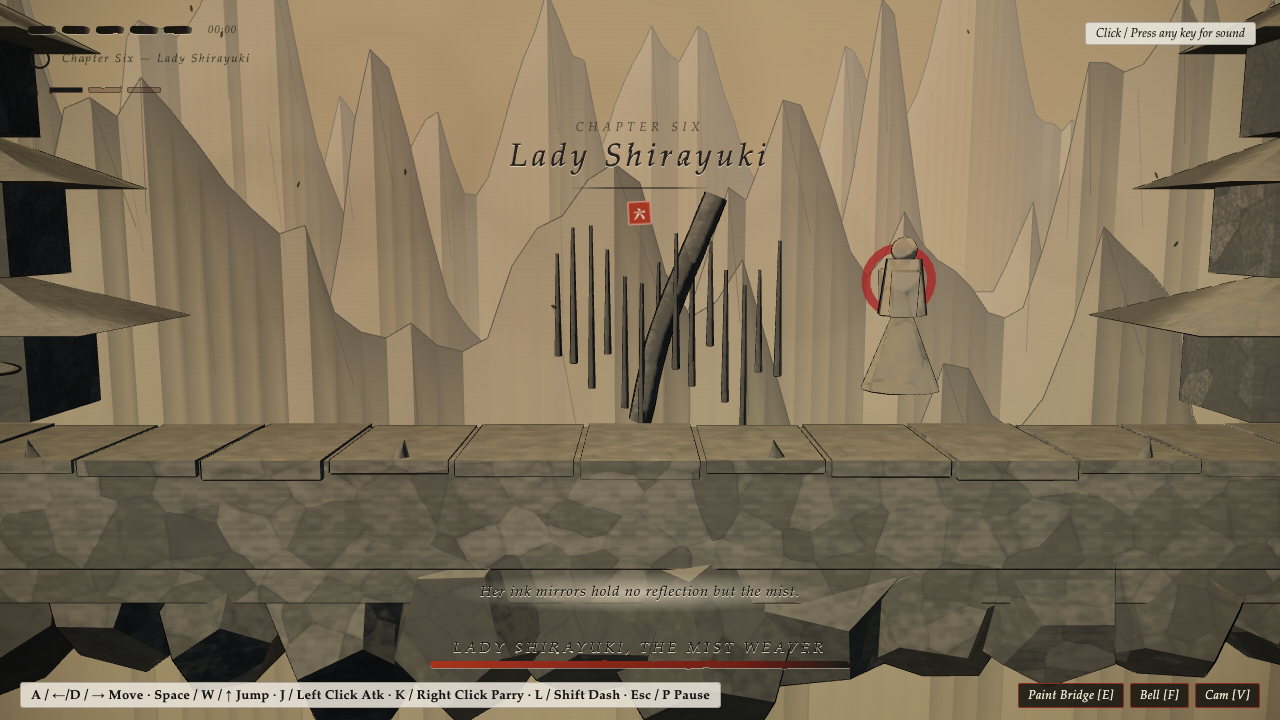 00:00
Click / Press any key for sound
Chapter Six — Lady Shirayuki
CHAPTER SIX
Lady Shirayuki
六
Her ink mirrors hold no reflection but the mist.
LADY SHIRAYUKI, THE MIST WEAVER
A / ←/D / → Move · Space / W / ↑ Jump · J / Left Click Atk · K / Right Click Parry · L / Shift Dash · Esc / P Pause
Paint Bridge [E]
Bell [F]
Cam [V]